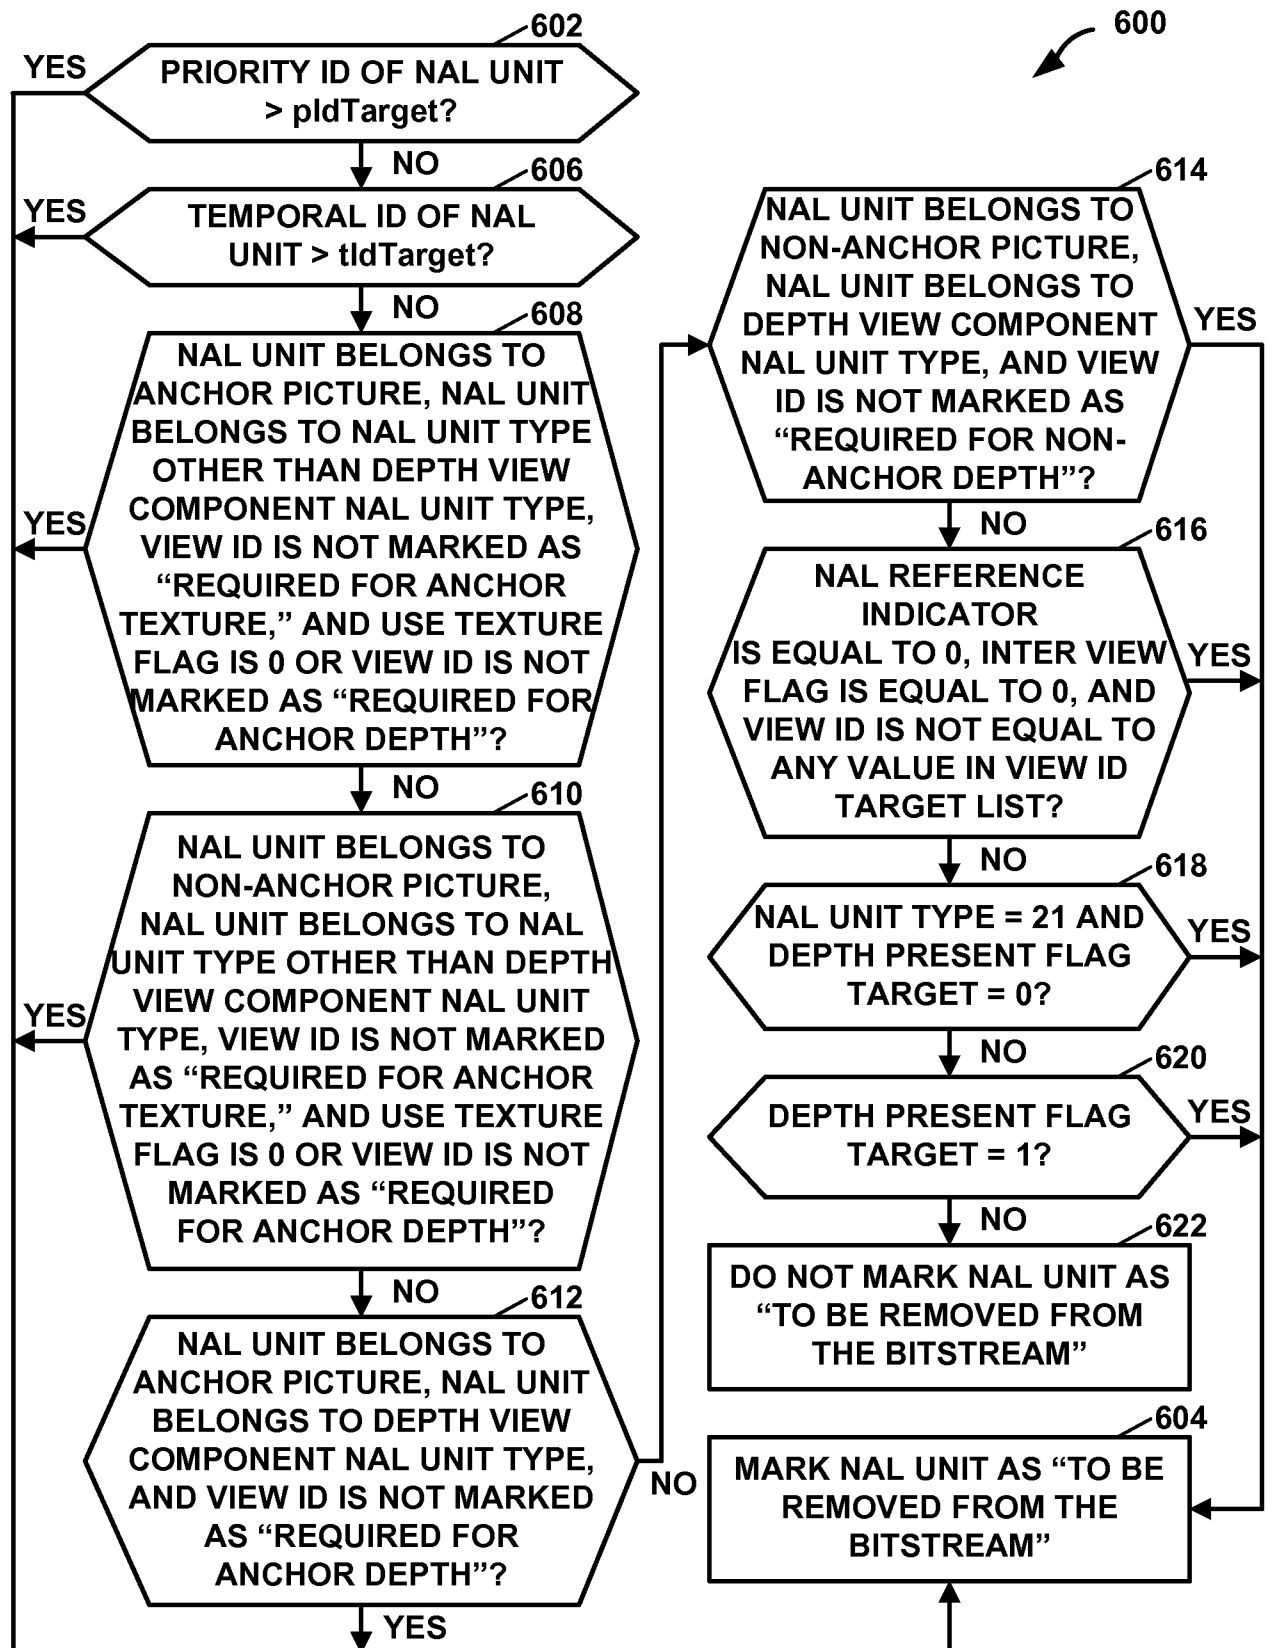 600
602
YES
PRIORITY ID OF NAL UNIT
> pIdTarget?
NO
606
YES
TEMPORAL ID OF NAL
UNIT > tIdTarget?
NO
608
NAL UNIT BELONGS TO
ANCHOR PICTURE, NAL UNIT
BELONGS TO NAL UNIT TYPE
OTHER THAN DEPTH VIEW
COMPONENT NAL UNIT TYPE,
VIEW ID IS NOT MARKED AS
“REQUIRED FOR ANCHOR
TEXTURE,” AND USE TEXTURE
FLAG IS 0 OR VIEW ID IS NOT
MARKED AS “REQUIRED FOR
ANCHOR DEPTH”?
YES
NO
610
NAL UNIT BELONGS TO
NON-ANCHOR PICTURE,
NAL UNIT BELONGS TO NAL
UNIT TYPE OTHER THAN DEPTH
VIEW COMPONENT NAL UNIT
TYPE, VIEW ID IS NOT MARKED
AS “REQUIRED FOR ANCHOR
TEXTURE,” AND USE TEXTURE
FLAG IS 0 OR VIEW ID IS NOT
MARKED AS “REQUIRED
FOR ANCHOR DEPTH”?
YES
NO
612
NAL UNIT BELONGS TO
ANCHOR PICTURE, NAL UNIT
BELONGS TO DEPTH VIEW
COMPONENT NAL UNIT TYPE,
AND VIEW ID IS NOT MARKED
AS “REQUIRED FOR
ANCHOR DEPTH”?
NO
YES
614
NAL UNIT BELONGS TO
NON-ANCHOR PICTURE,
NAL UNIT BELONGS TO
DEPTH VIEW COMPONENT
NAL UNIT TYPE, AND VIEW
ID IS NOT MARKED AS
“REQUIRED FOR NON-
ANCHOR DEPTH”?
YES
NO
616
NAL REFERENCE
INDICATOR
IS EQUAL TO 0, INTER VIEW
FLAG IS EQUAL TO 0, AND
VIEW ID IS NOT EQUAL TO
ANY VALUE IN VIEW ID
TARGET LIST?
YES
NO
618
NAL UNIT TYPE = 21 AND
DEPTH PRESENT FLAG
TARGET = 0?
YES
NO
620
DEPTH PRESENT FLAG
TARGET = 1?
YES
NO
622
DO NOT MARK NAL UNIT AS
“TO BE REMOVED FROM
THE BITSTREAM”
604
MARK NAL UNIT AS “TO BE
REMOVED FROM THE
BITSTREAM”